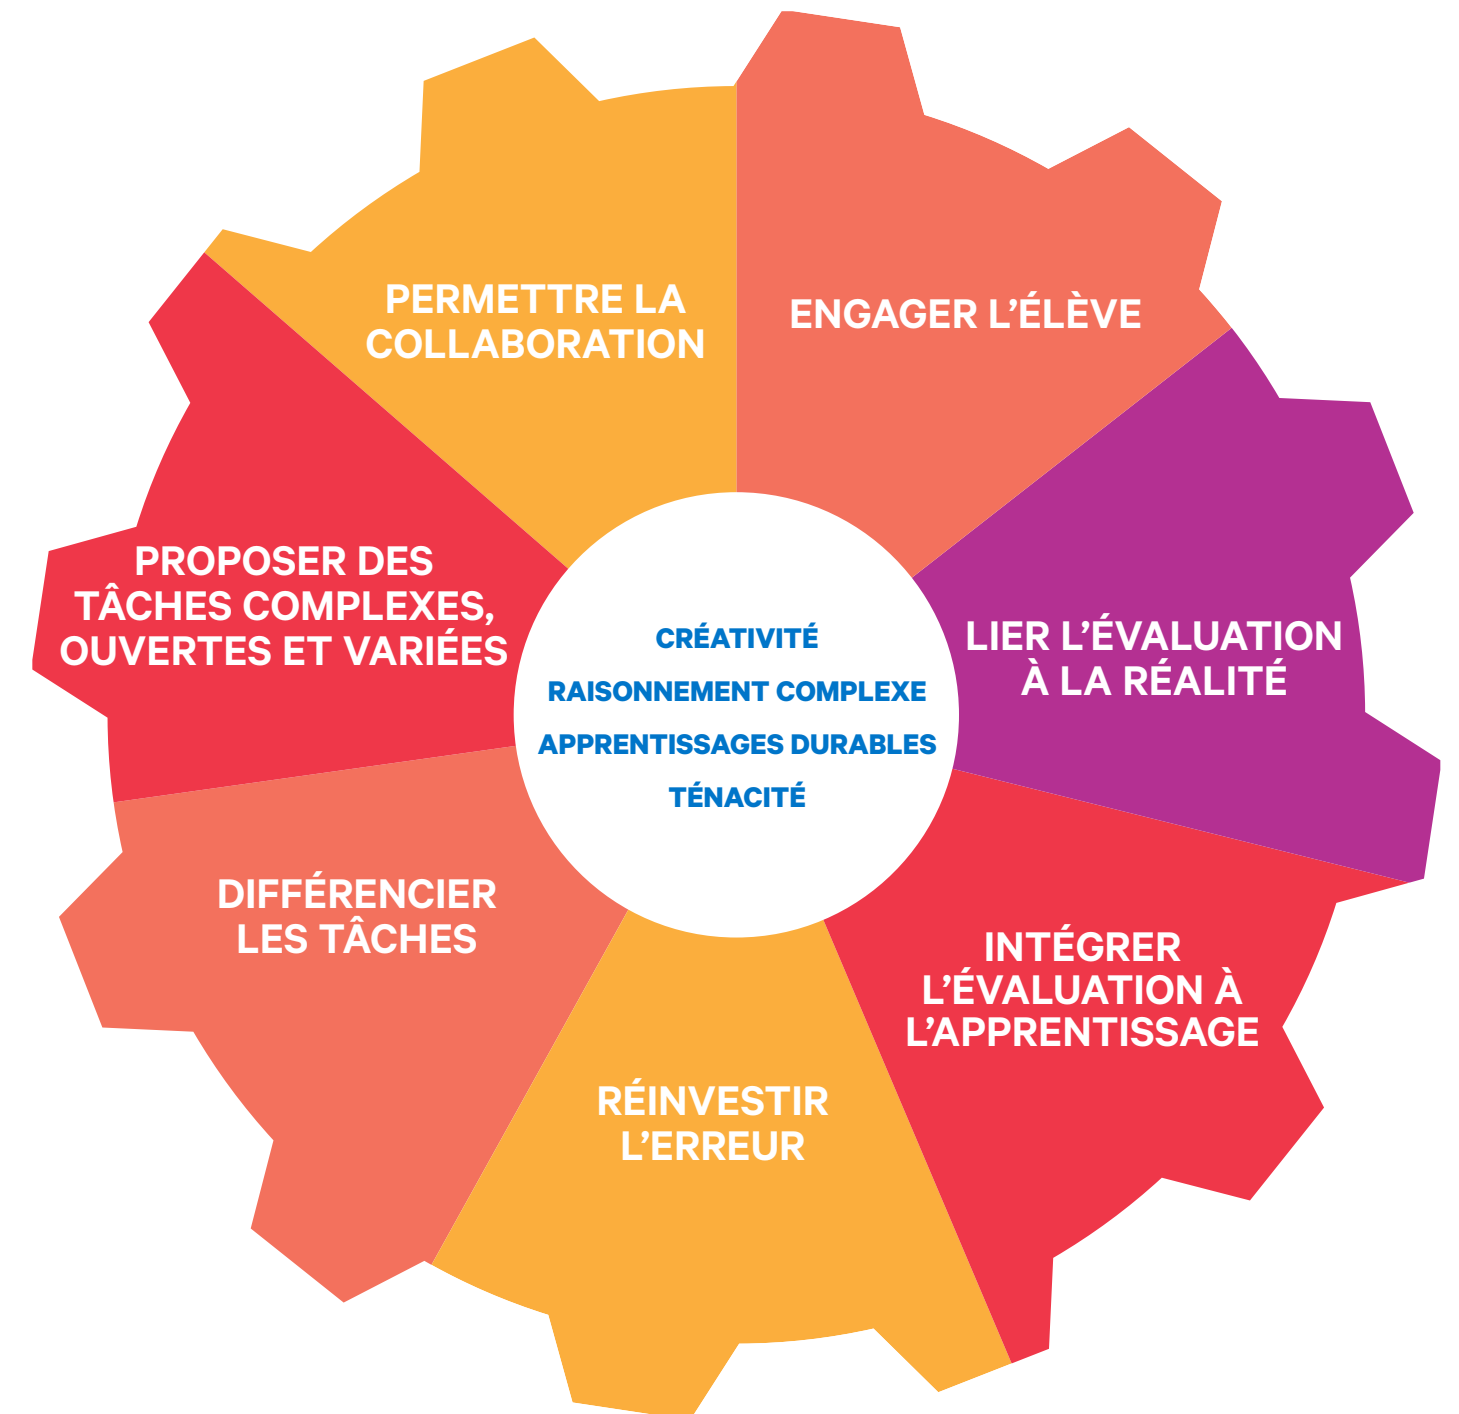 PERMETTRE LA
COLLABORATION
ENGAGER L’ÉLÈVE
LIER L’ÉVALUATION
À LA RÉALITÉ
INTÉGRER
L’ÉVALUATION À
L’APPRENTISSAGE
RÉINVESTIR
L’ERREUR
DIFFÉRENCIER
LES TÂCHES
PROPOSER DES
TÂCHES COMPLEXES,
OUVERTES ET VARIÉES
CRÉATIVITÉ
RAISONNEMENT COMPLEXE
APPRENTISSAGES DURABLES
TÉNACITÉ